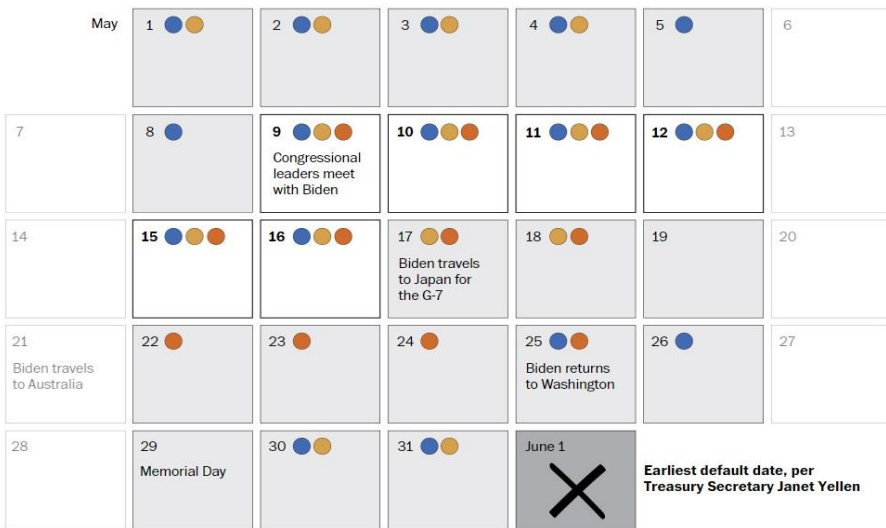 May
1
2
3
4
5
6
7
8
9
Congressional
leaders meet
with Biden
10
11
12
13
14
15
16
17
Biden travels
to Japan for
the G-7
18
19
20
21
Biden travels
to Australia
22
23
24
25
Biden returns
to Washington
26
27
28
29
Memorial Day
30
31
June 1
Earliest default date, per
Treasury Secretary Janet Yellen